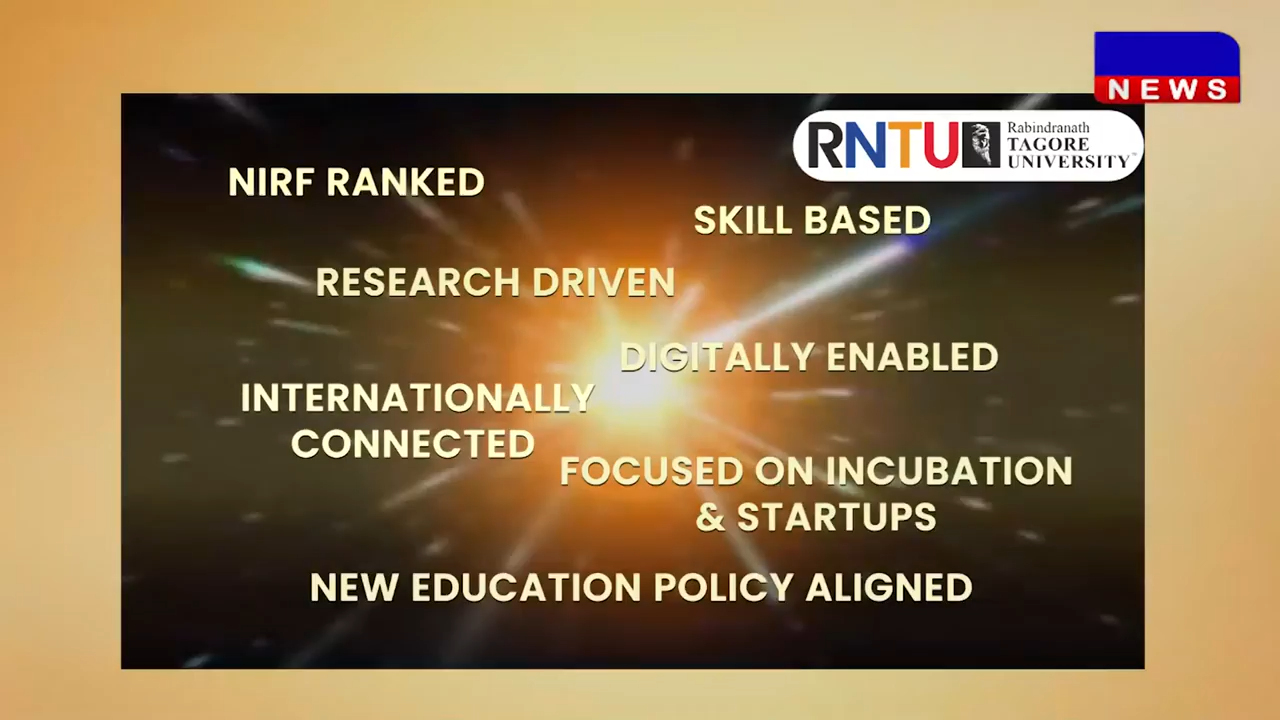 NEWS
RNTU
Rabindranath
TAGORE
UNIVERSITY™
NIRF RANKED
SKILL BASED
RESEARCH DRIVEN
DIGITALLY ENABLED
INTERNATIONALLY
CONNECTED
FOCUSED ON INCUBATION
& STARTUPS
NEW EDUCATION POLICY ALIGNED